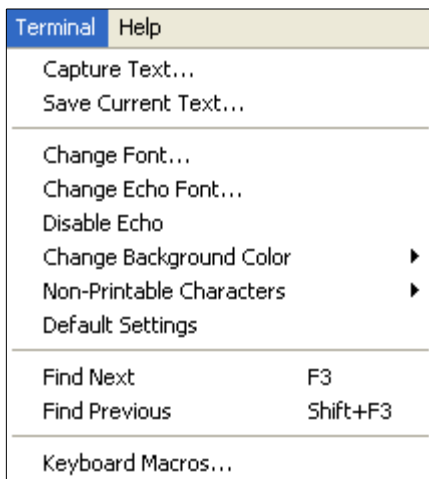 Terminal Help
Capture Text...
Save Current Text...
Change Font...
Change Echo Font...
Disable Echo
Change Background Color
Non-Printable Characters
Default Settings
Find Next F3
Find Previous Shift+F3
Keyboard Macros...